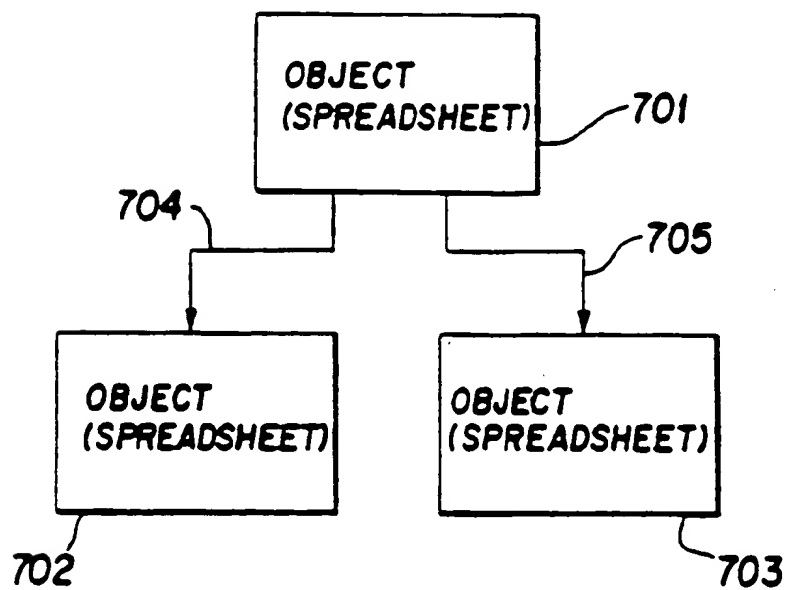 OBJECT
(SPREADSHEET)
701
704
705
OBJECT
(SPREADSHEET)
OBJECT
(SPREADSHEET)
702
703